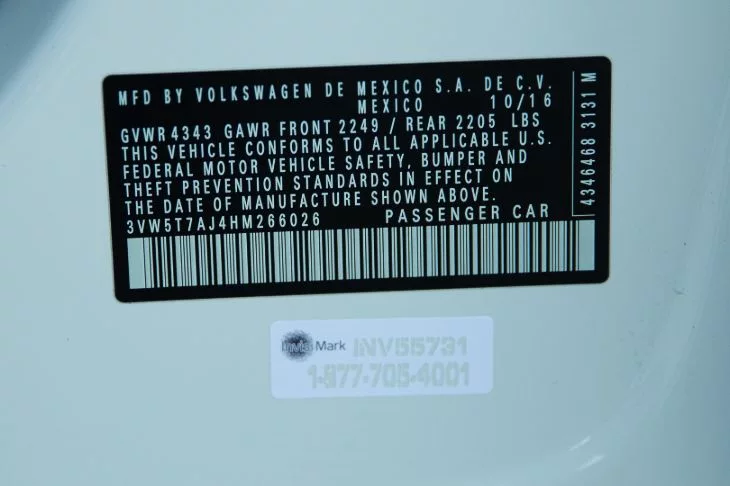 MFD BY VOLKSWAGEN DE MEXICO S.A. DE C.V.
MEXICO 10/16
GVWR 4343 GAWR FRONT 2249 / REAR 2205 LBS
THIS VEHICLE CONFORMS TO ALL APPLICABLE U.S.
FEDERAL MOTOR VEHICLE SAFETY, BUMPER AND
THEFT PREVENTION STANDARDS IN EFFECT ON
THE DATE OF MANUFACTURE SHOWN ABOVE.
3VW5T7AJ4HM266026 PASSENGER CAR
4346468 3131 M
InvisiMark INV55731
1-877-705-4001